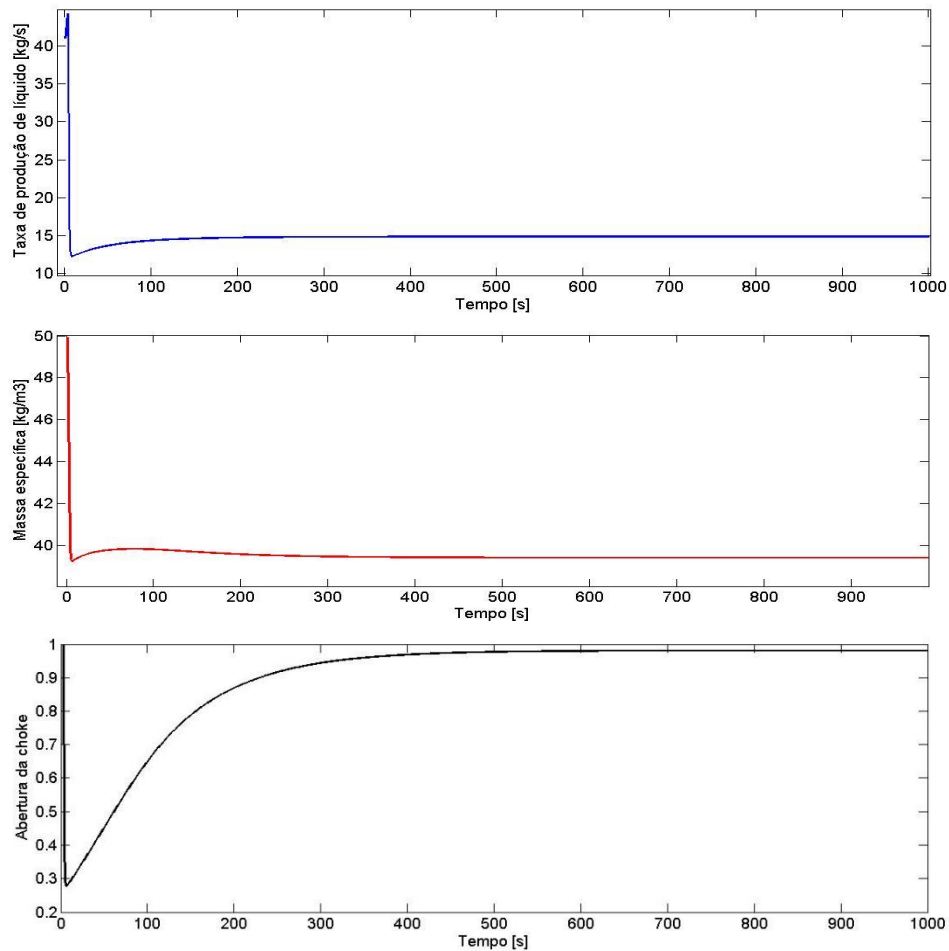 Taxa de produção de líquido [kg/s]
40
35
30
25
20
15
10
0 100 200 300 400 500 600 700 800 900 1000
Tempo [s]
Massa específica [kg/m3]
50
48
46
44
42
40
0 100 200 300 400 500 600 700 800 900
Tempo [s]
Abertura da choke
1
0.9
0.8
0.7
0.6
0.5
0.4
0.3
0.2
0 100 200 300 400 500 600 700 800 900 1000
Tempo [s]